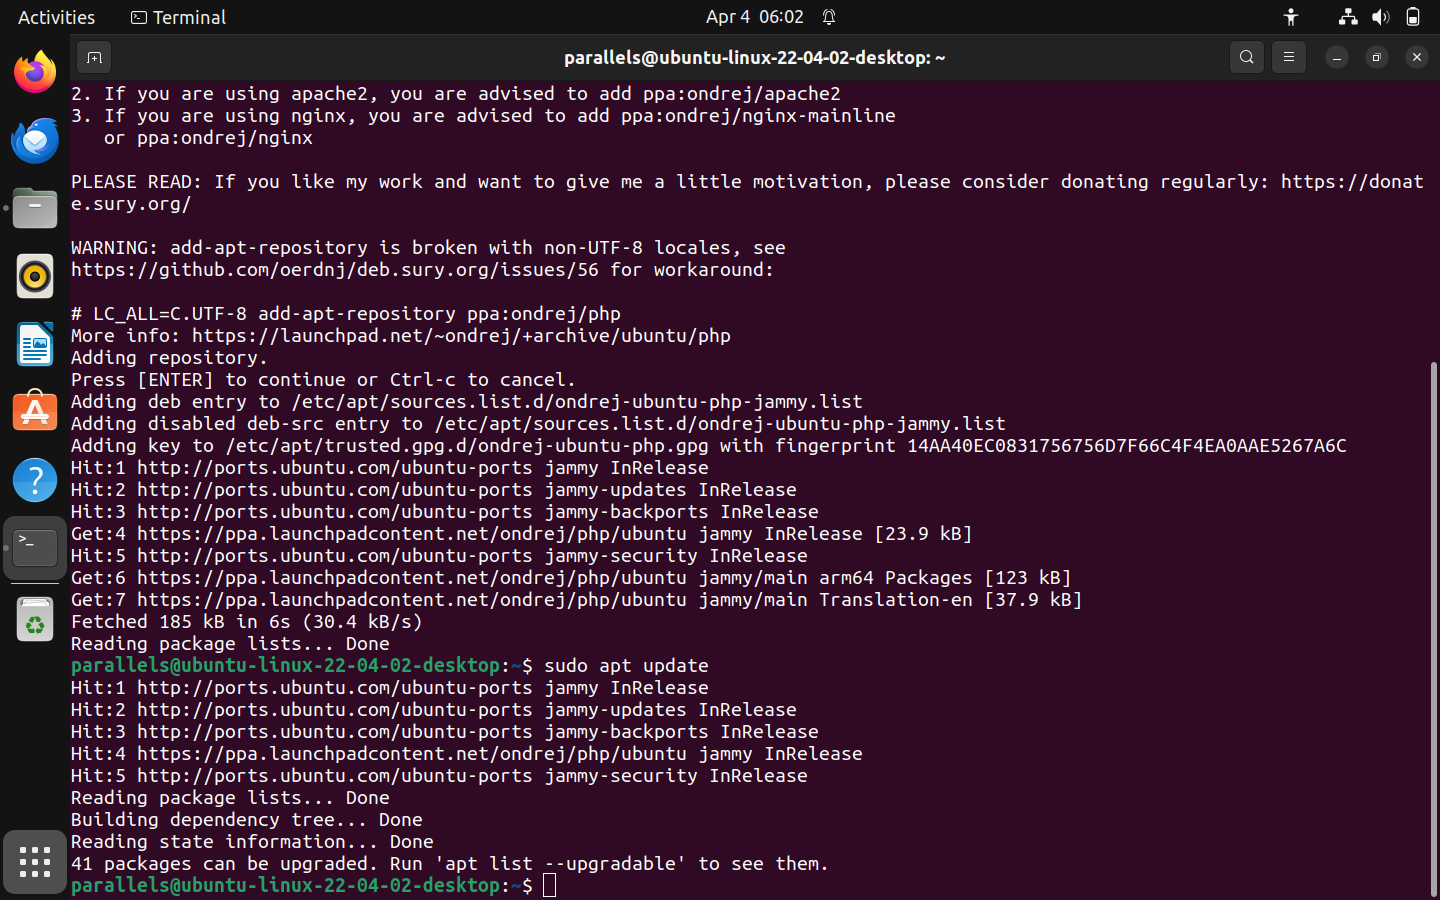 Activities
Terminal
Apr 4 06:02
parallels@ubuntu-linux-22-04-02-desktop: ~
2. If you are using apache2, you are advised to add ppa:ondrej/apache2
3. If you are using nginx, you are advised to add ppa:ondrej/nginx-mainline
   or ppa:ondrej/nginx
PLEASE READ: If you like my work and want to give me a little motivation, please consider donating regularly: https://donat
e.sury.org/
WARNING: add-apt-repository is broken with non-UTF-8 locales, see
https://github.com/oerdnj/deb.sury.org/issues/56 for workaround:
# LC_ALL=C.UTF-8 add-apt-repository ppa:ondrej/php
More info: https://launchpad.net/~ondrej/+archive/ubuntu/php
Adding repository.
Press [ENTER] to continue or Ctrl-c to cancel.
Adding deb entry to /etc/apt/sources.list.d/ondrej-ubuntu-php-jammy.list
Adding disabled deb-src entry to /etc/apt/sources.list.d/ondrej-ubuntu-php-jammy.list
Adding key to /etc/apt/trusted.gpg.d/ondrej-ubuntu-php.gpg with fingerprint 14AA40EC0831756756D7F66C4F4EA0AAE5267A6C
Hit:1 http://ports.ubuntu.com/ubuntu-ports jammy InRelease
Hit:2 http://ports.ubuntu.com/ubuntu-ports jammy-updates InRelease
Hit:3 http://ports.ubuntu.com/ubuntu-ports jammy-backports InRelease
Get:4 https://ppa.launchpadcontent.net/ondrej/php/ubuntu jammy InRelease [23.9 kB]
Hit:5 http://ports.ubuntu.com/ubuntu-ports jammy-security InRelease
Get:6 https://ppa.launchpadcontent.net/ondrej/php/ubuntu jammy/main arm64 Packages [123 kB]
Get:7 https://ppa.launchpadcontent.net/ondrej/php/ubuntu jammy/main Translation-en [37.9 kB]
Fetched 185 kB in 6s (30.4 kB/s)
Reading package lists... Done
parallels@ubuntu-linux-22-04-02-desktop:~$ sudo apt update
Hit:1 http://ports.ubuntu.com/ubuntu-ports jammy InRelease
Hit:2 http://ports.ubuntu.com/ubuntu-ports jammy-updates InRelease
Hit:3 http://ports.ubuntu.com/ubuntu-ports jammy-backports InRelease
Hit:4 https://ppa.launchpadcontent.net/ondrej/php/ubuntu jammy InRelease
Hit:5 http://ports.ubuntu.com/ubuntu-ports jammy-security InRelease
Reading package lists... Done
Building dependency tree... Done
Reading state information... Done
41 packages can be upgraded. Run 'apt list --upgradable' to see them.
parallels@ubuntu-linux-22-04-02-desktop:~$